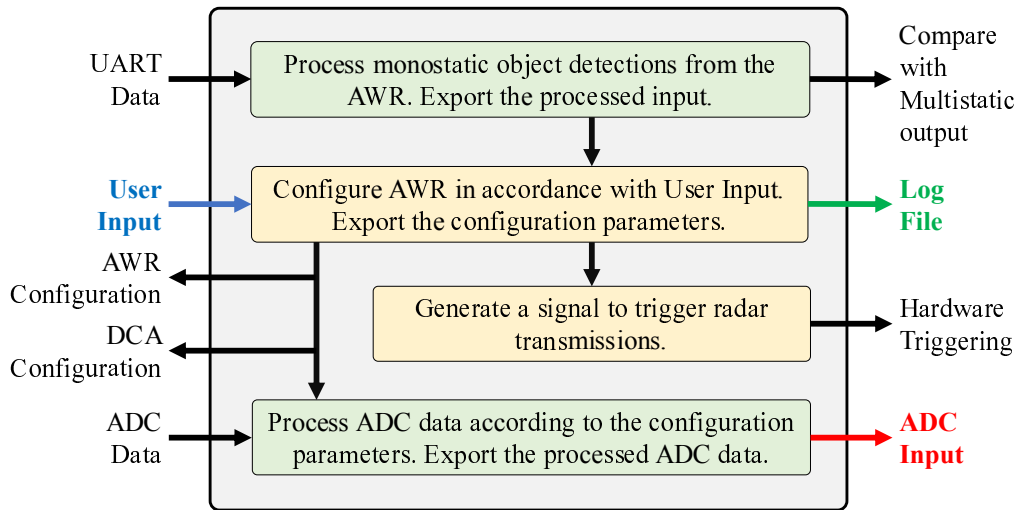 UART
Data
Process monostatic object detections from the
AWR. Export the processed input.
Compare
with
Multistatic
output
User
Input
Configure AWR in accordance with User Input.
Export the configuration parameters.
Log
File
AWR
Configuration
Generate a signal to trigger radar
transmissions.
Hardware
Triggering
DCA
Configuration
ADC
Data
Process ADC data according to the configuration
parameters. Export the processed ADC data.
ADC
Input